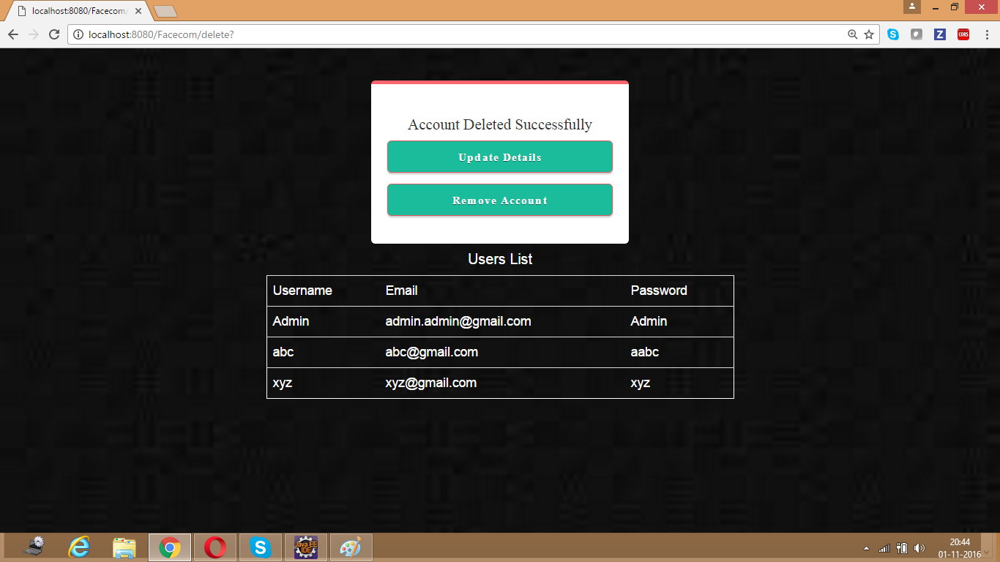 localhost:8080/Facecom/
localhost:8080/Facecom/delete?
Z
CORS
Account Deleted Successfully
Update Details
Remove Account
Users List
Username Email Password
Admin admin.admin@gmail.com Admin
abc abc@gmail.com aabc
xyz xyz@gmail.com xyz
Java EE
IDE
20:44
01-11-2016